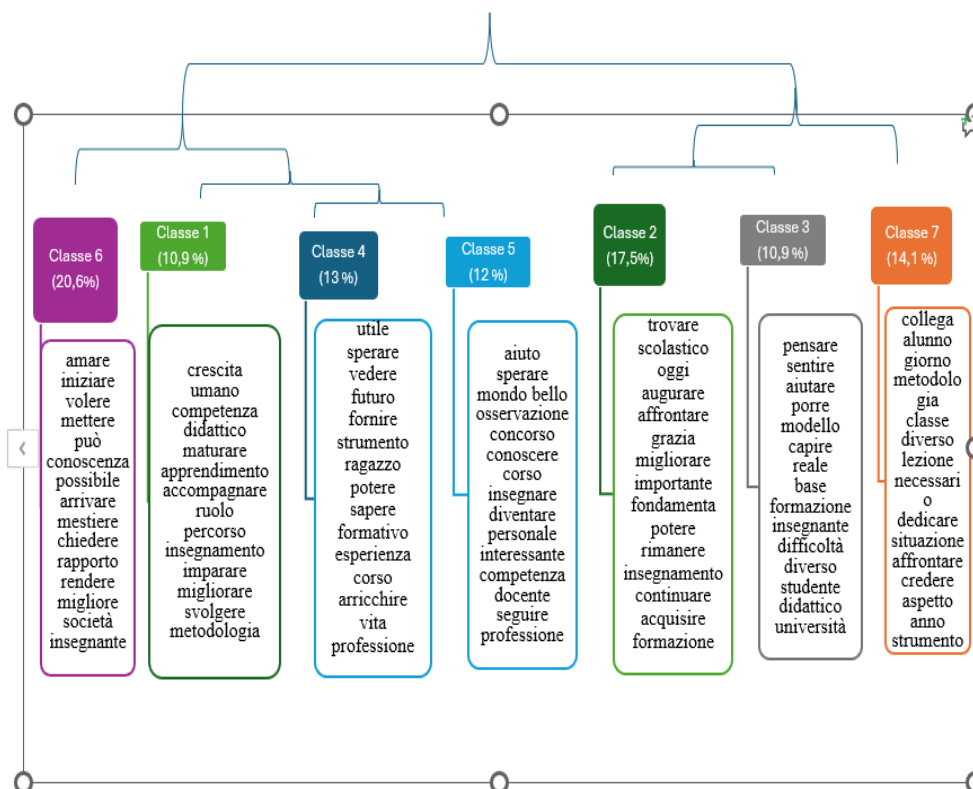 Classe 6
(20,6%)
amare
iniziare
volere
mettere
può
conoscenza
possibile
arrivare
mestiere
chiedere
rapporto
rendere
migliore
società
insegnante
Classe 1
(10,9 %)
crescita
umano
competenza
didattico
maturare
apprendimento
accompagnare
ruolo
percorso
insegnamento
imparare
migliorare
svolgere
metodologia
Classe 4
(13 %)
utile
sperare
vedere
futuro
fornire
strumento
ragazzo
potere
sapere
formativo
esperienza
corso
arricchire
vita
professione
Classe 5
(12 %)
aiuto
sperare
mondo bello
osservazione
concorso
conoscere
corso
insegnare
diventare
personale
interessante
competenza
docente
seguire
professione
Classe 2
(17,5%)
trovare
scolastico
oggi
augurare
affrontare
grazia
migliorare
importante
fondamenta
potere
rimanere
insegnamento
continuare
acquisire
formazione
Classe 3
(10,9 %)
pensare
sentire
aiutare
porre
modello
capire
reale
base
formazione
insegnante
difficoltà
diverso
studente
didattico
università
Classe 7
(14,1 %)
collega
alunno
giorno
metodolo
gia
classe
diverso
lezione
necessari
o
dedicare
situazione
affrontare
credere
aspetto
anno
strumento